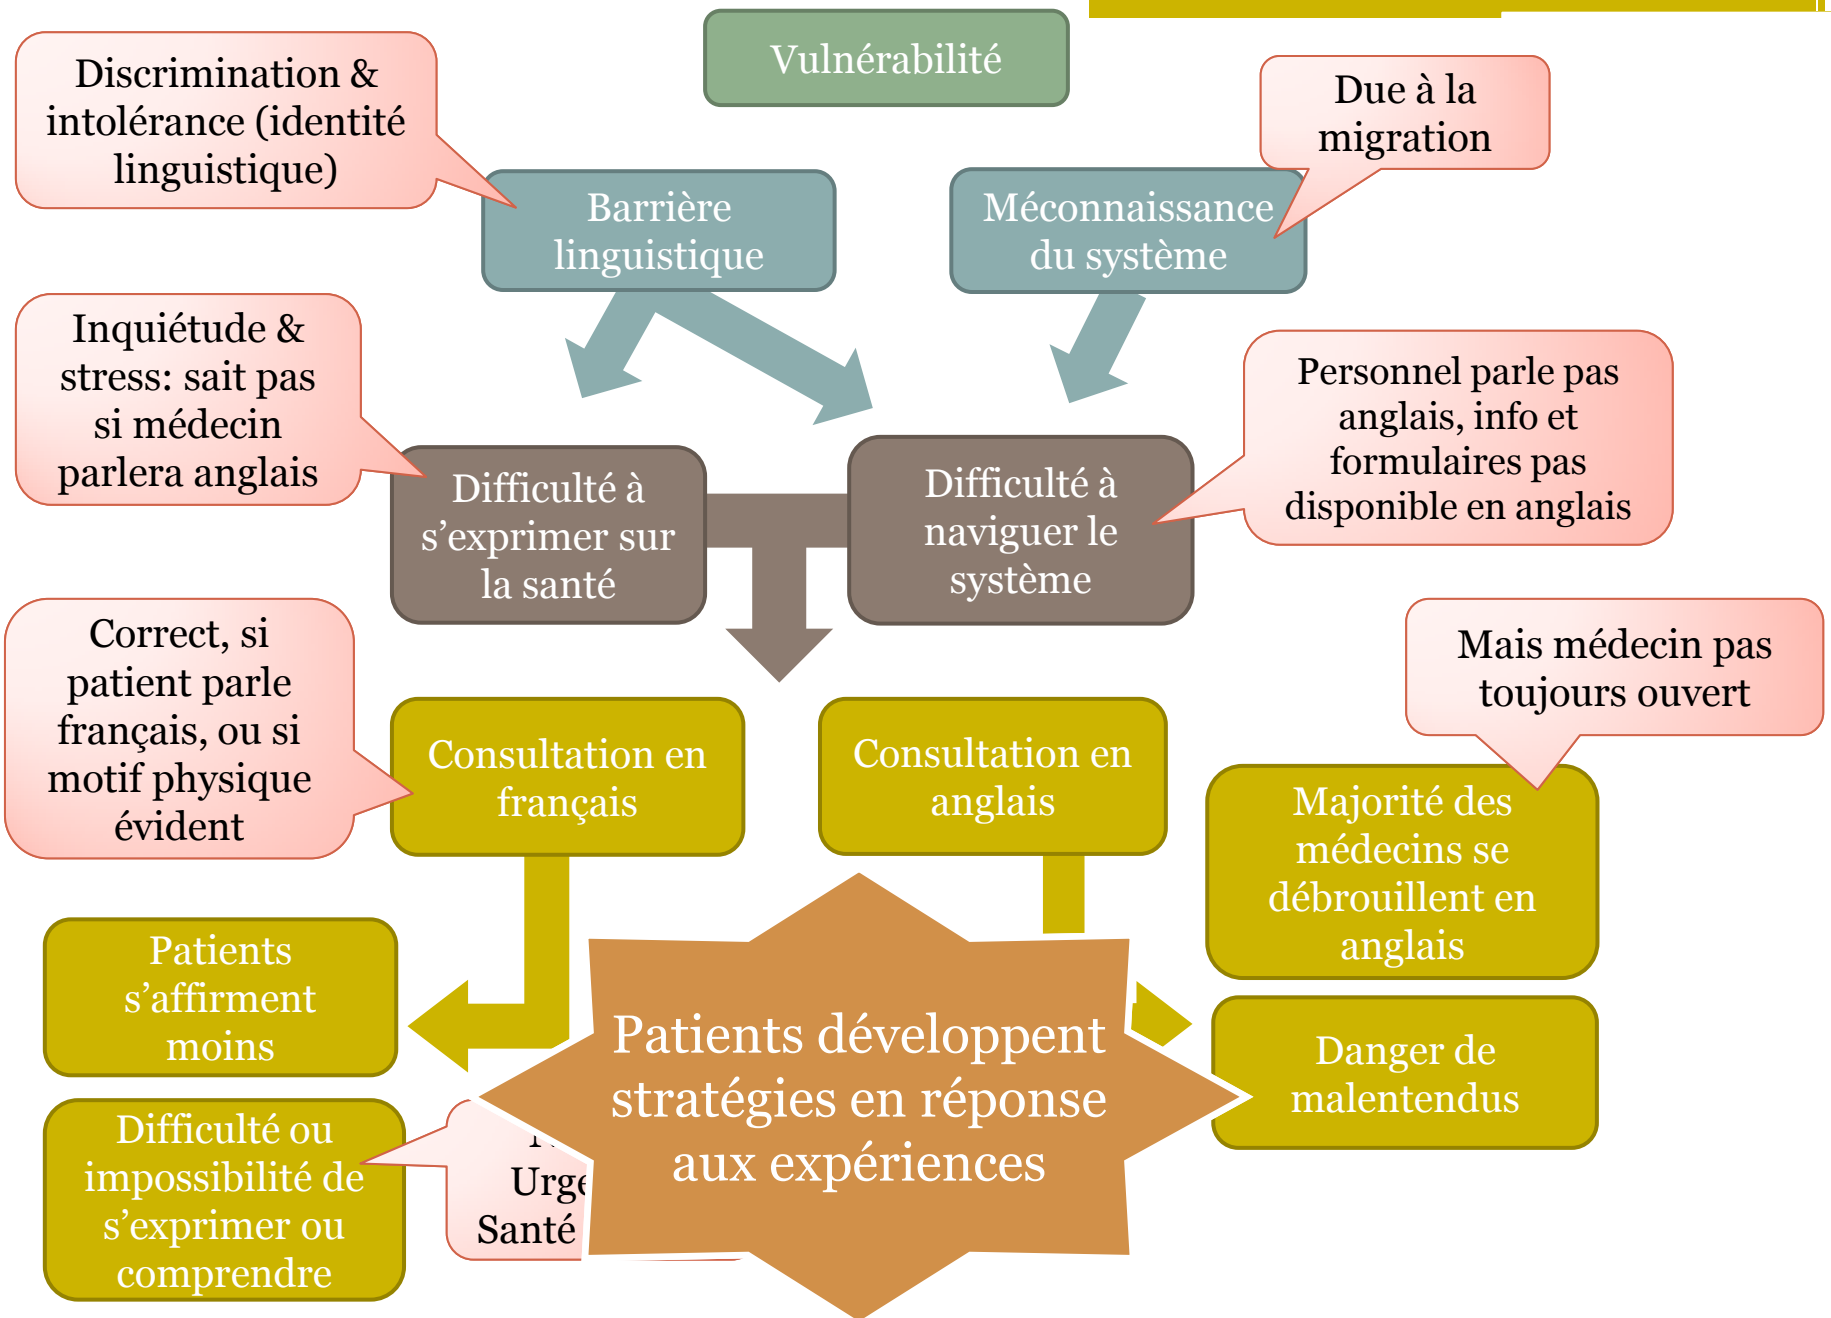 Vulnérabilité
Discrimination &
intolérance (identité
linguistique)
Due à la
migration
Barrière
linguistique
Méconnaissance
du système
Inquiétude &
stress: sait pas
si médecin
parlera anglais
Personnel parle pas
anglais, info et
formulaires pas
disponible en anglais
Difficulté à
s’exprimer sur
la santé
Difficulté à
naviguer le
système
Correct, si
patient parle
français, ou si
motif physique
évident
Mais médecin pas
toujours ouvert
Consultation en
français
Consultation en
anglais
Majorité des
médecins se
débrouillent en
anglais
Patients
s’affirment
moins
Patients développent
stratégies en réponse
aux expériences
Danger de
malentendus
Difficulté ou
impossibilité de
s’exprimer ou
comprendre
Santé